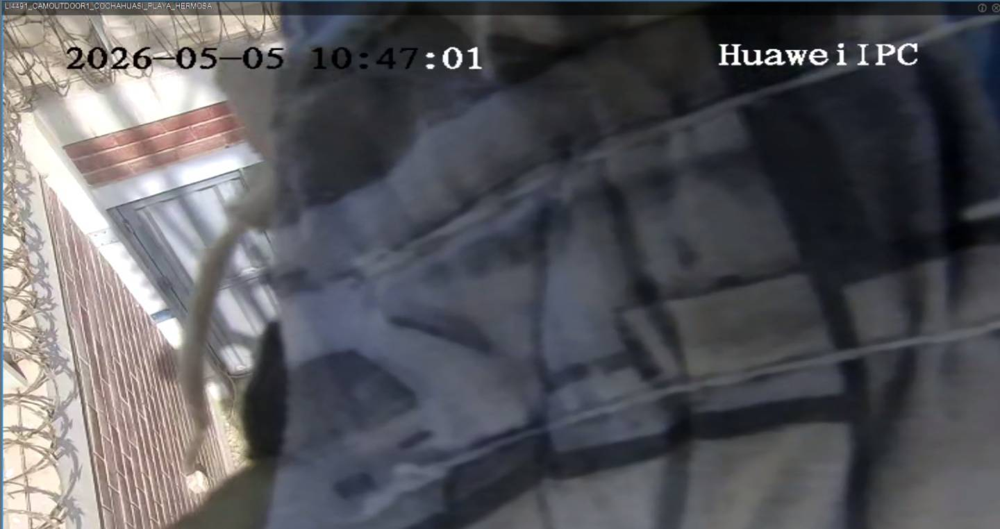 LI4491_CAMOUTDOOR1_COCHAHUASI_PLAYA_HERMOSA
2026-05-05 10:47:01
HuaweiIPC